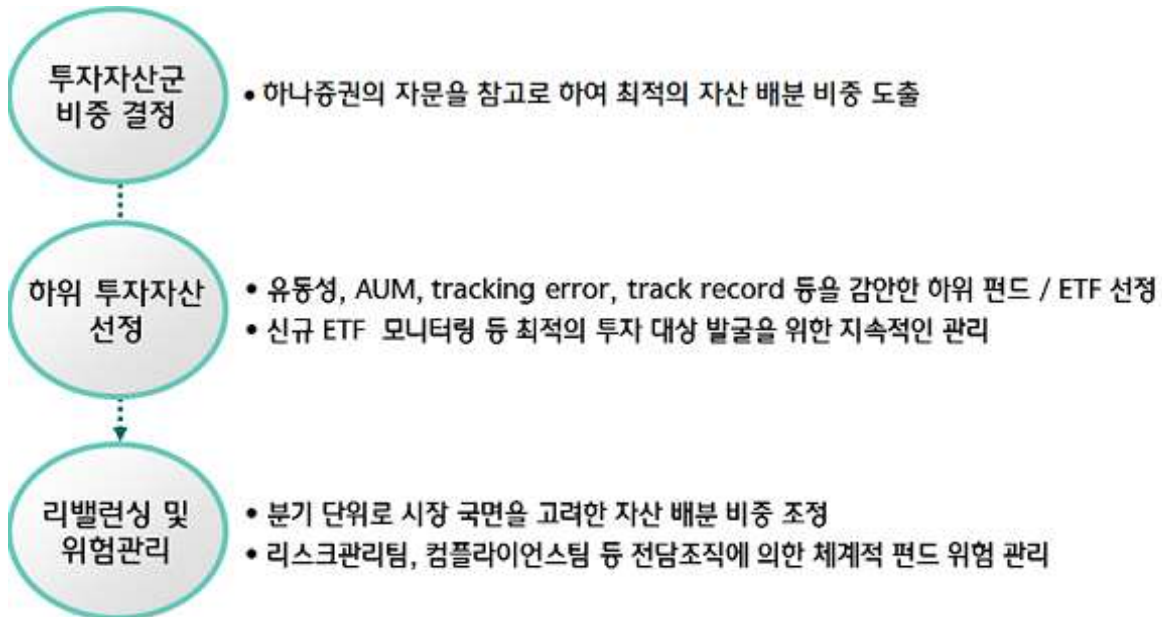 투자자산군
비중 결정
• 하나증권의 자문을 참고로 하여 최적의 자산 배분 비중 도출
하위 투자자산
선정
• 유동성, AUM, tracking error, track record 등을 감안한 하위 펀드 / ETF 선정
• 신규 ETF 모니터링 등 최적의 투자 대상 발굴을 위한 지속적인 관리
리밸런싱 및
위험관리
• 분기 단위로 시장 국면을 고려한 자산 배분 비중 조정
• 리스크관리팀, 컴플라이언스팀 등 전담조직에 의한 체계적 펀드 위험 관리